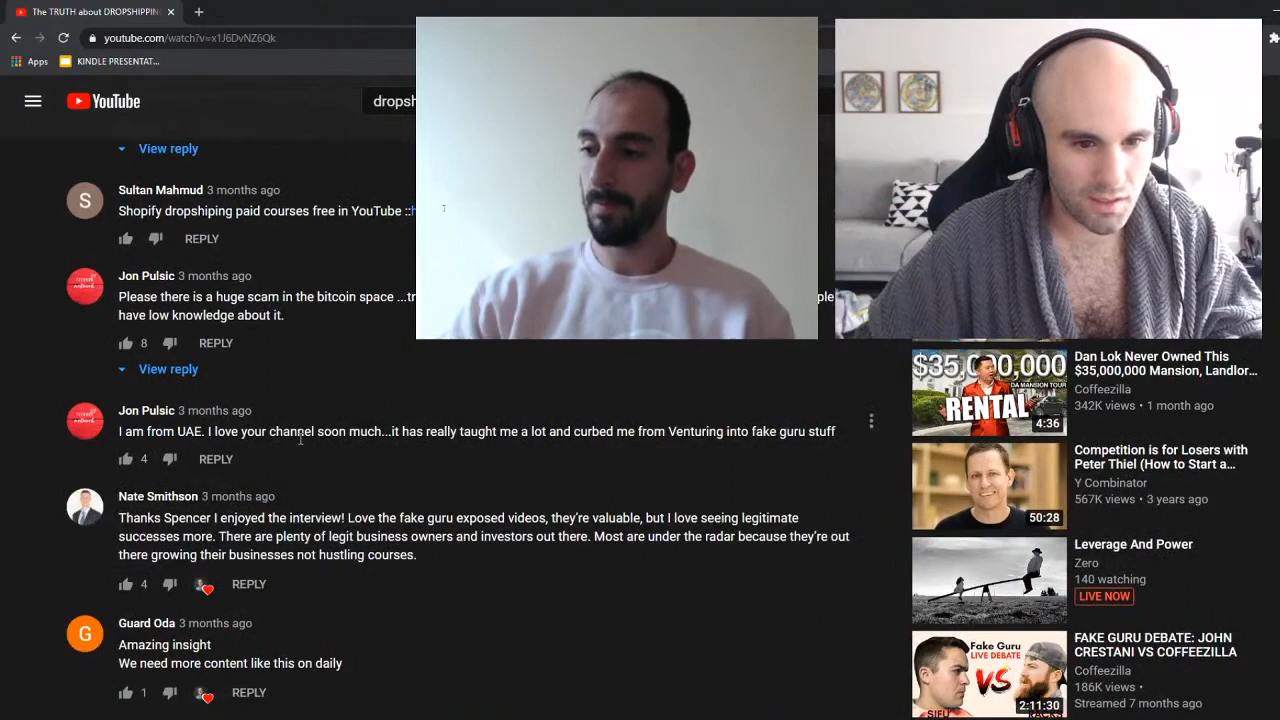 The TRUTH about DROPSHIPPING
youtube.com/watch?v=x1J6DvNZ6Qk
Apps
KINDLE PRESENTAT...
YouTube
dropsh
View reply
Sultan Mahmud 3 months ago
Shopify dropshiping paid courses free in YouTube ::h
REPLY
Jon Pulsic 3 months ago
Please there is a huge scam in the bitcoin space ...tr
ple
have low knowledge about it.
8 REPLY
View reply
Jon Pulsic 3 months ago
I am from UAE. I love your channel so much...it has really taught me a lot and curbed me from Venturing into fake guru stuff
4 REPLY
S
Nate Smithson 3 months ago
Thanks Spencer I enjoyed the interview! Love the fake guru exposed videos, they're valuable, but I love seeing legitimate
successes more. There are plenty of legit business owners and investors out there. Most are under the radar because they're out
there growing their businesses not hustling courses.
4 REPLY
G
Guard Oda 3 months ago
Amazing insight
We need more content like this on daily
1 REPLY
$35,000,000
DA MANSION TOUR
RENTAL
4:36
Dan Lok Never Owned This
$35,000,000 Mansion, Landlor...
Coffeezilla
342K views • 1 month ago
50:28
Competition is for Losers with
Peter Thiel (How to Start a...
Y Combinator
567K views • 3 years ago
Leverage And Power
Zero
140 watching
LIVE NOW
Fake Guru
LIVE DEBATE
VS
SIFU
RACKS
2:11:30
FAKE GURU DEBATE: JOHN
CRESTANI VS COFFEEZILLA
Coffeezilla
186K views •
Streamed 7 months ago